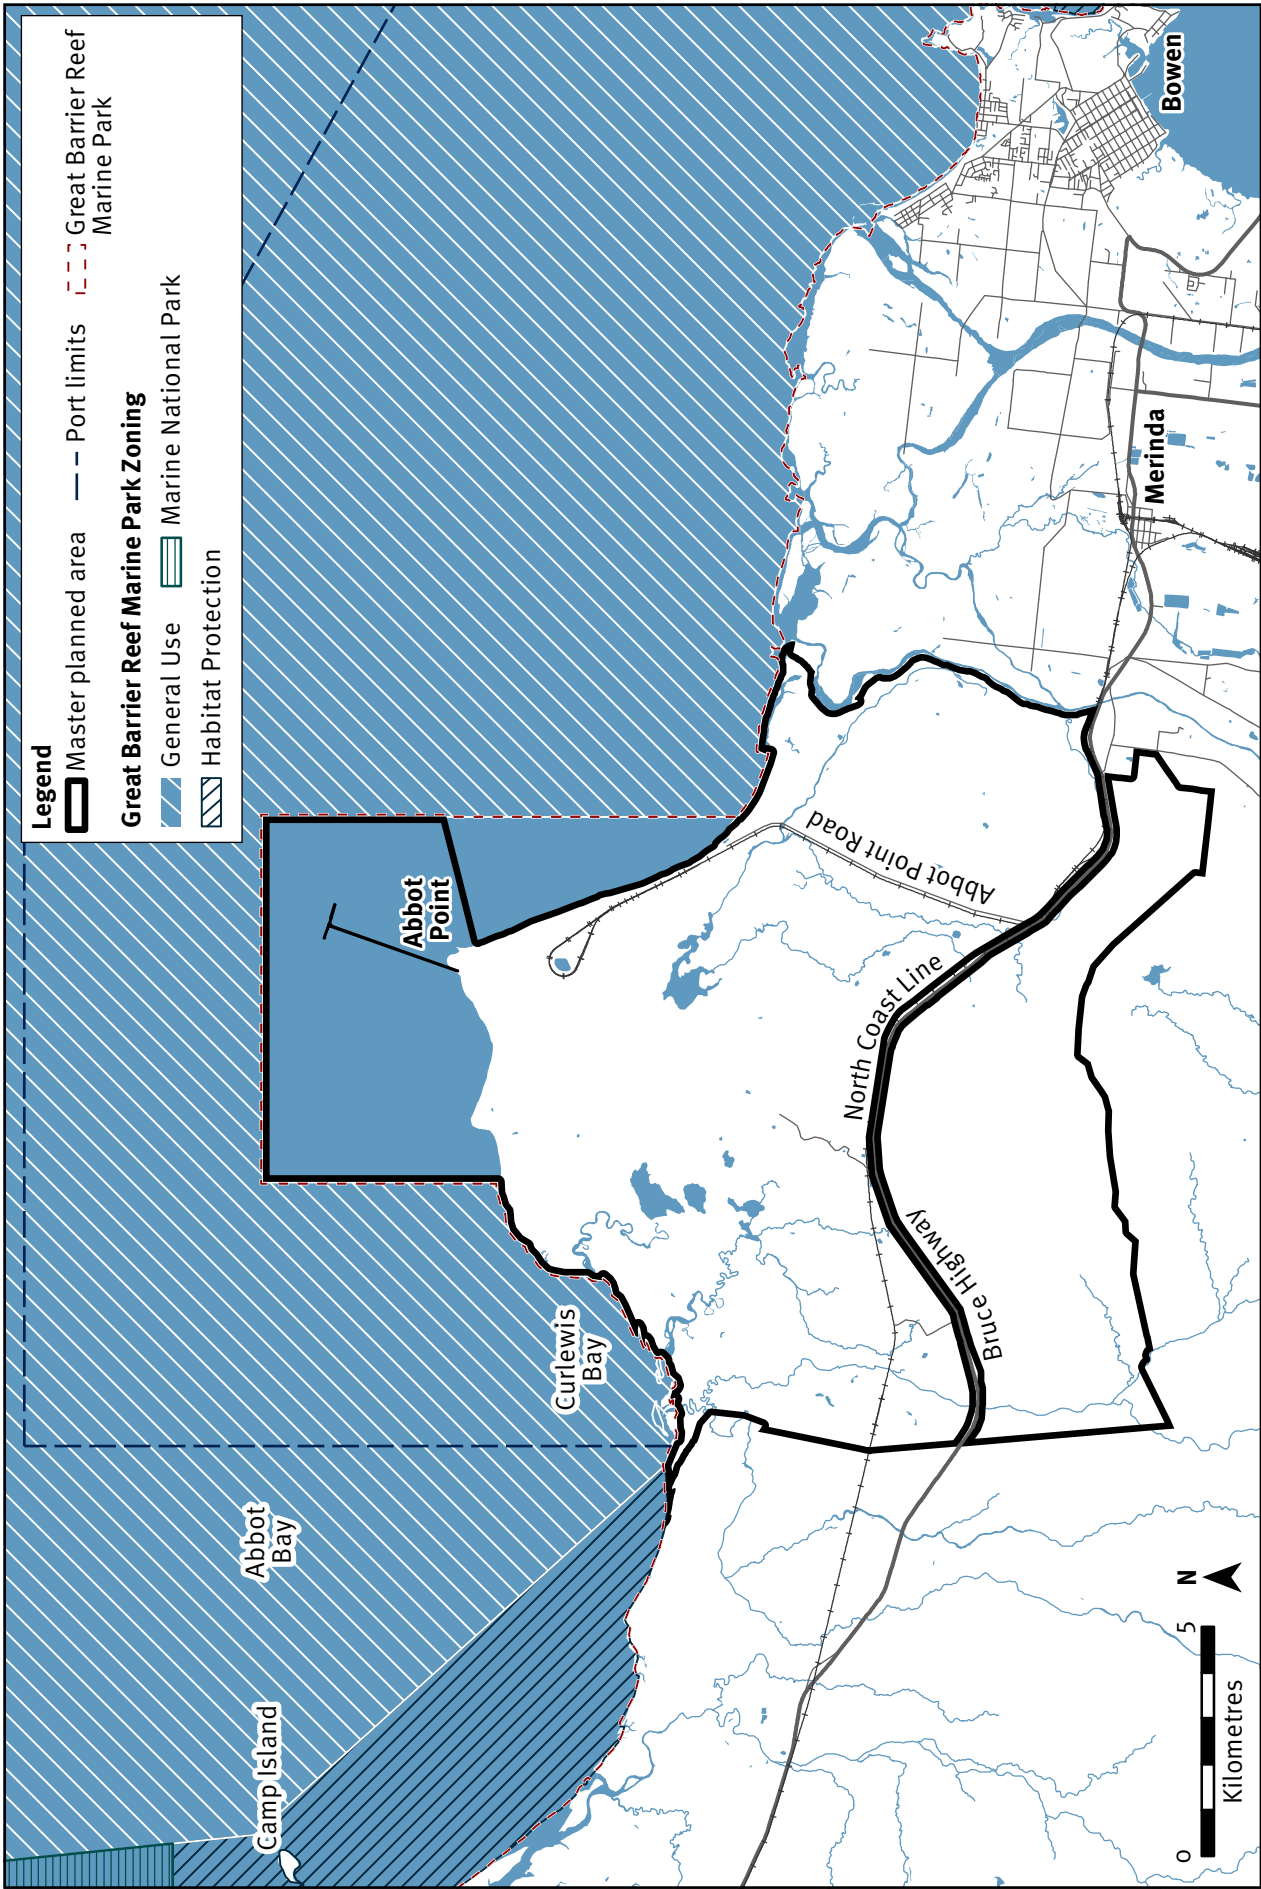 Legend
Master planned area
Port limits
Great Barrier Reef
Marine Park
Great Barrier Reef Marine Park Zoning
General Use
Marine National Park
Habitat Protection
Camp Island
Abbot
Bay
Curlewis
Bay
Abbot
Point
Abbot Point Road
North Coast Line
Bruce Highway
Merinda
Bowen
N
0
5
Kilometres